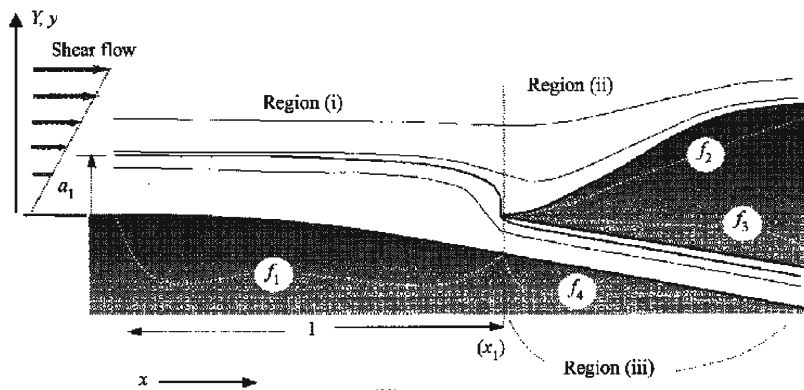 Y, y
Shear flow
Region (i)
Region (ii)
a1
f2
f3
f1
f4
1
(x1)
Region (iii)
x